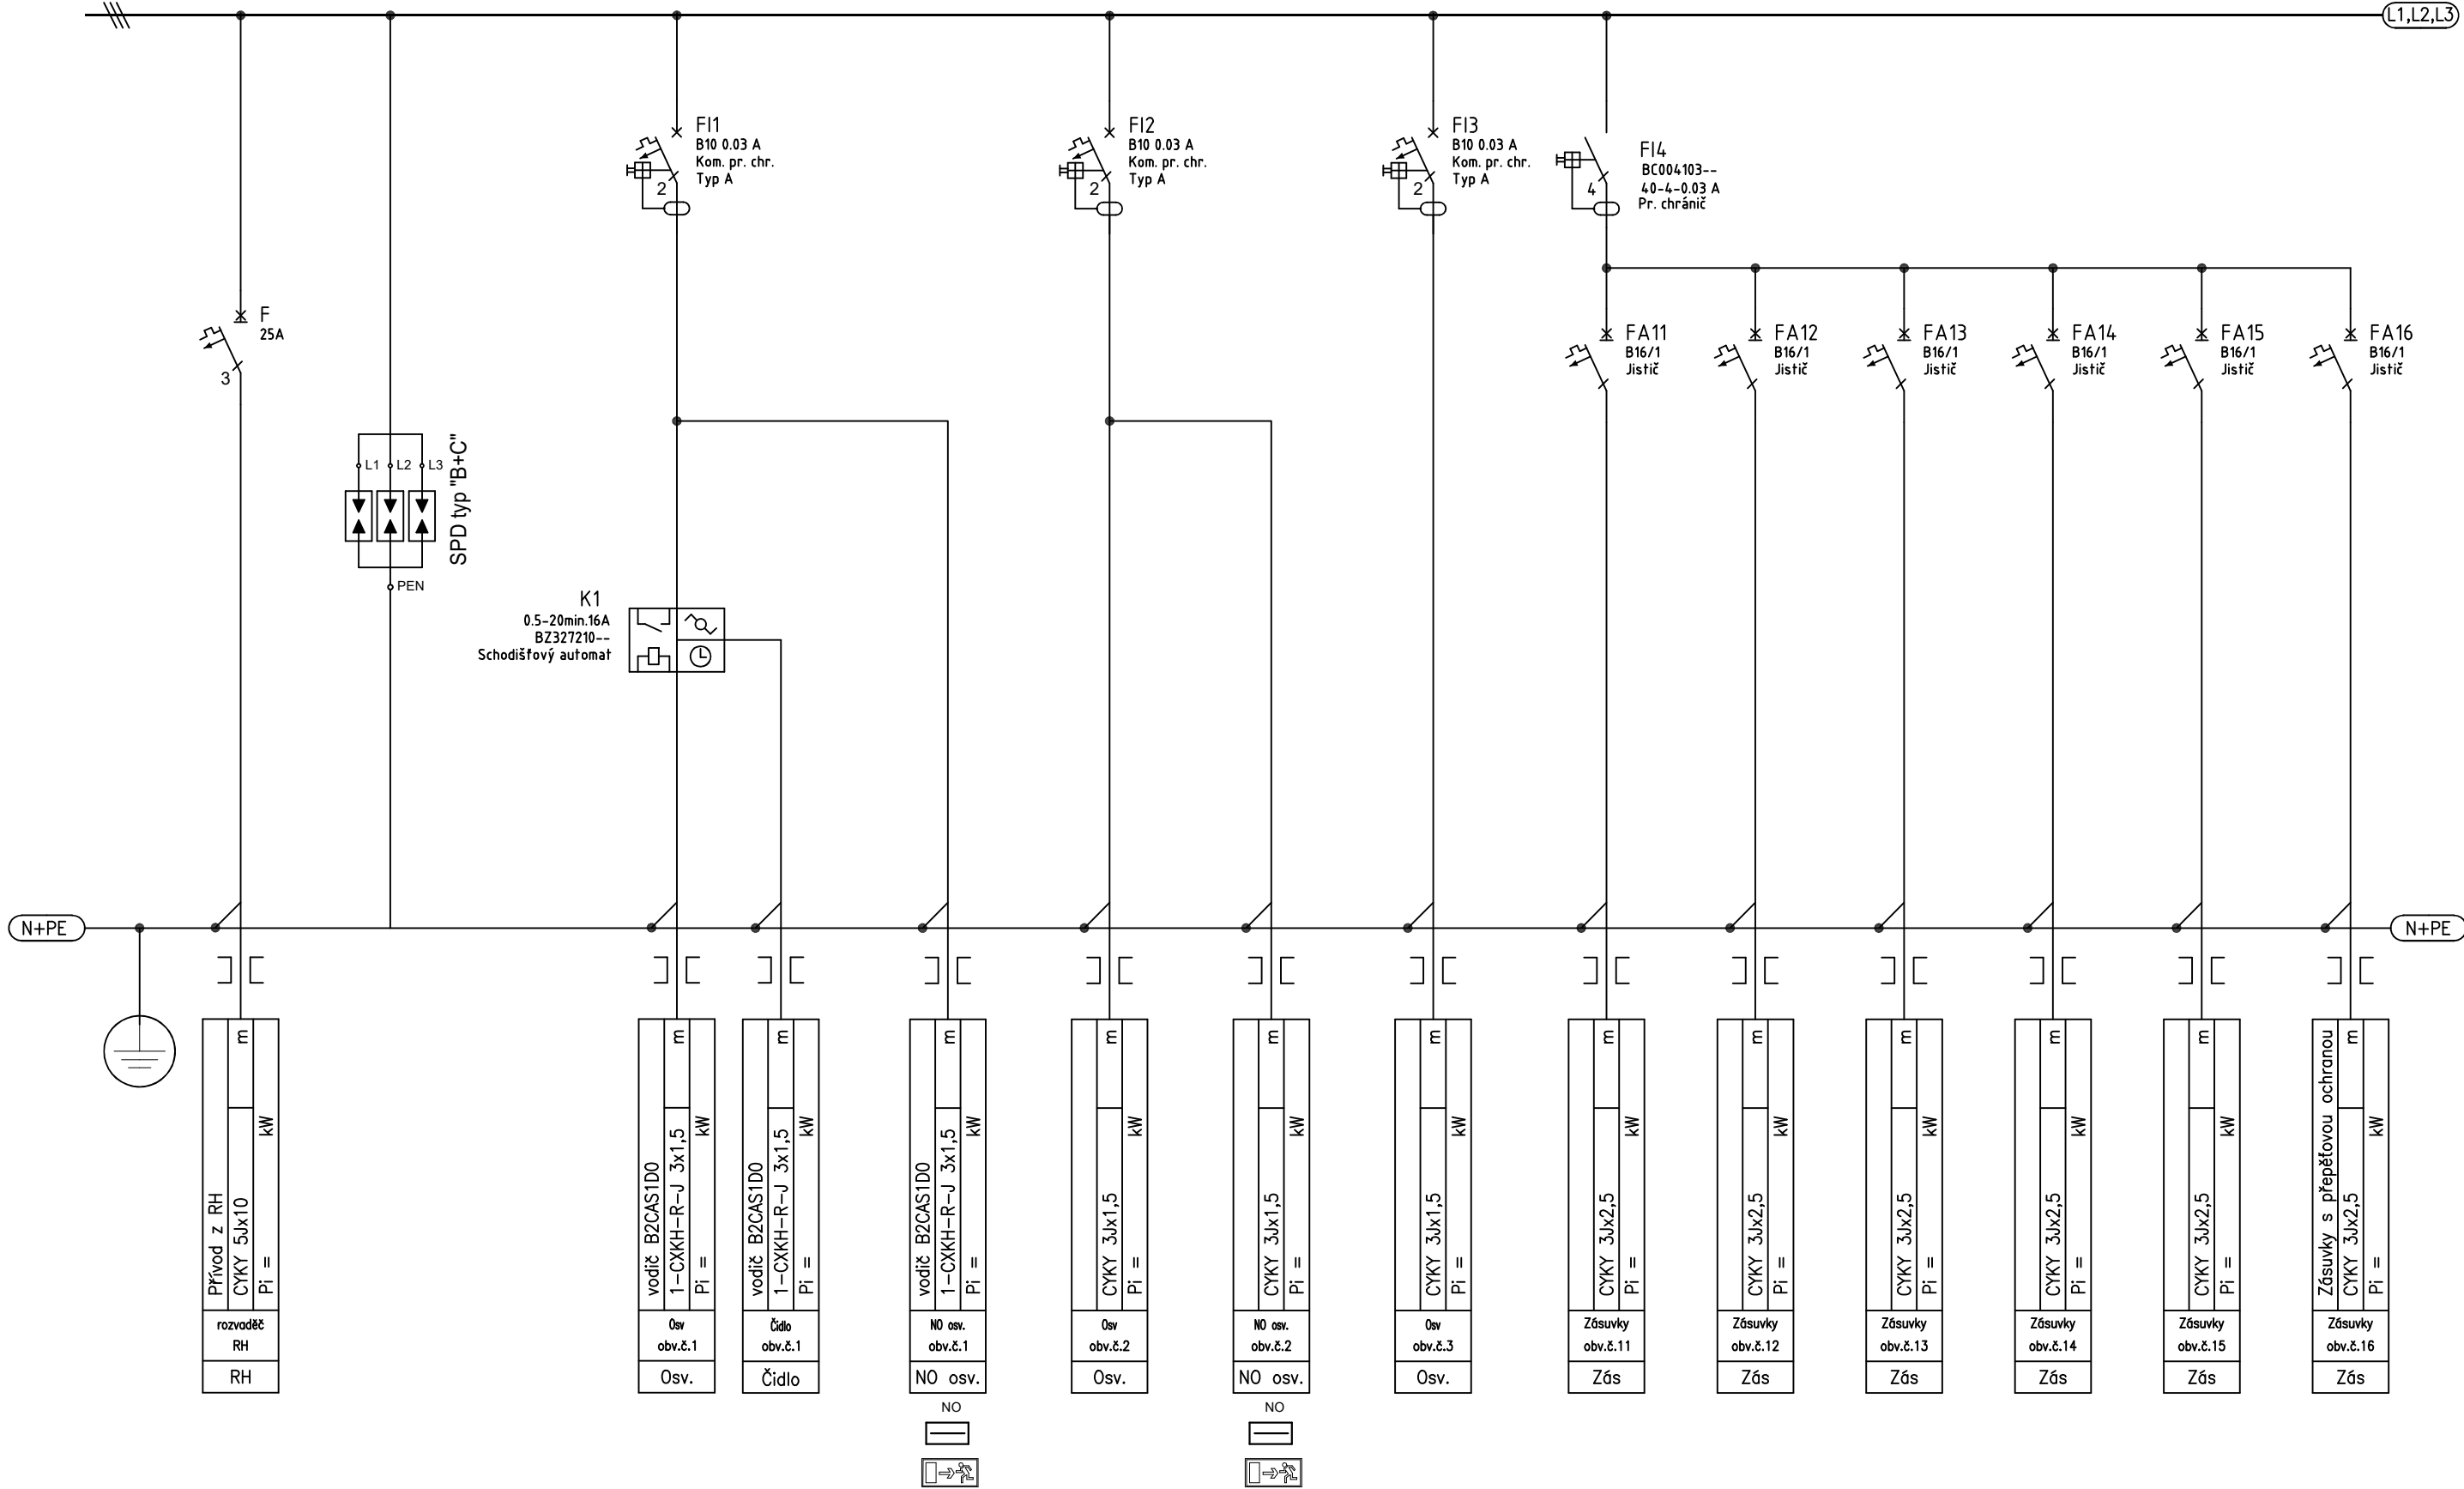 L1,L2,L3
FI1
B10 0.03 A
Kom. pr. chr.
Typ A
2
FI2
B10 0.03 A
Kom. pr. chr.
Typ A
2
FI3
B10 0.03 A
Kom. pr. chr.
Typ A
2
FI4
BC004103--
40-4-0.03 A
Pr. chránič
4
F
25A
3
FA11
B16/1
Jistič
FA12
B16/1
Jistič
FA13
B16/1
Jistič
FA14
B16/1
Jistič
FA15
B16/1
Jistič
FA16
B16/1
Jistič
L1
L2
L3
SPD typ "B+C"
PEN
K1
0.5-20min.16A
BZ327210--
Schodišťový automat
N+PE
N+PE
Přívod z RH
CYKY 5Jx10
m
Pi =
kW
rozvaděč
RH
RH
vodič B2CAS1D0
1-CXKH-R-J 3x1,5
m
Pi =
kW
Osv
obv.č.1
Osv.
vodič B2CAS1D0
1-CXKH-R-J 3x1,5
m
Pi =
kW
Čidlo
obv.č.1
Čidlo
vodič B2CAS1D0
1-CXKH-R-J 3x1,5
m
Pi =
kW
NO osv.
obv.č.1
NO osv.
NO
CYKY 3Jx1,5
m
Pi =
kW
Osv
obv.č.2
Osv.
CYKY 3Jx1,5
m
Pi =
kW
NO osv.
obv.č.2
NO osv.
NO
CYKY 3Jx1,5
m
Pi =
kW
Osv
obv.č.3
Osv.
CYKY 3Jx2,5
m
Pi =
kW
Zásuvky
obv.č.11
Zás
CYKY 3Jx2,5
m
Pi =
kW
Zásuvky
obv.č.12
Zás
CYKY 3Jx2,5
m
Pi =
kW
Zásuvky
obv.č.13
Zás
CYKY 3Jx2,5
m
Pi =
kW
Zásuvky
obv.č.14
Zás
CYKY 3Jx2,5
m
Pi =
kW
Zásuvky
obv.č.15
Zás
Zásuvky s přepěťovou ochranou
CYKY 3Jx2,5
m
Pi =
kW
Zásuvky
obv.č.16
Zás